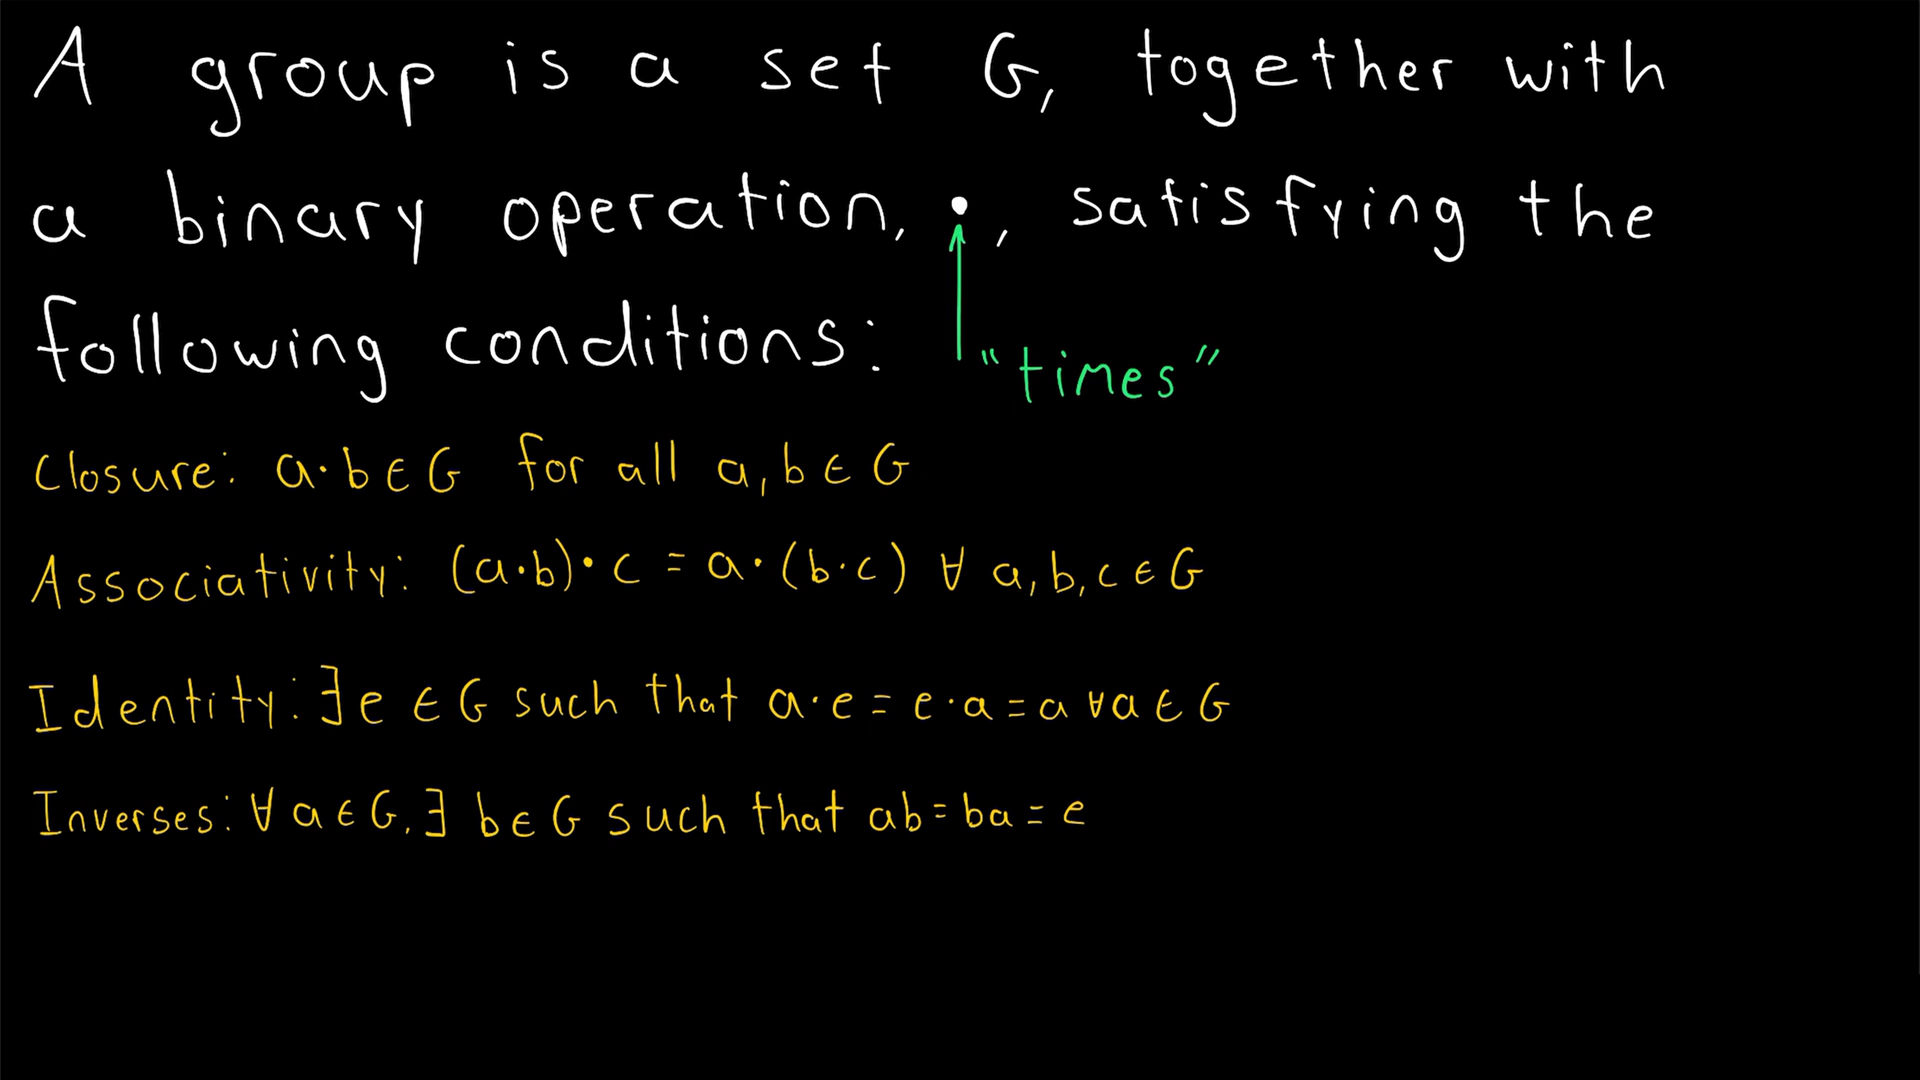 A group is a set G, together with
a binary operation, •, satisfying the
following conditions:
"times"
Closure: a·b∈G for all a,b∈G
Associativity: (a·b)·c = a·(b·c) ∀ a,b,c∈G
Identity: ∃e∈G such that a·e=e·a=a ∀a∈G
Inverses: ∀a∈G, ∃ b∈G such that ab=ba=e